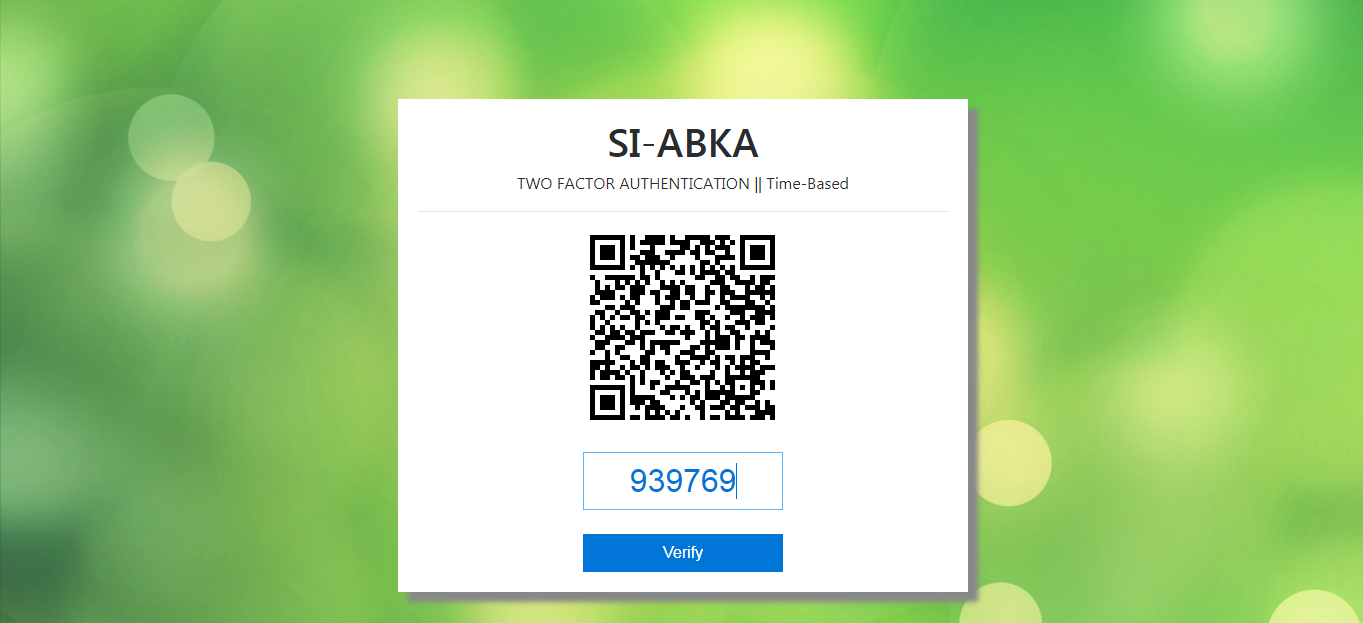 SI-ABKA
TWO FACTOR AUTHENTICATION || Time-Based
939769
Verify